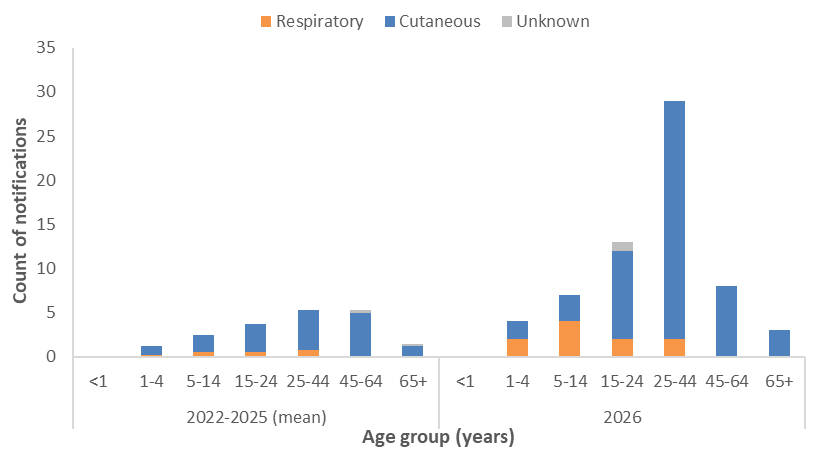 Respiratory Cutaneous Unknown
Count of notifications
35
30
25
20
15
10
5
0
<1 1-4 5-14 15-24 25-44 45-64 65+ <1 1-4 5-14 15-24 25-44 45-64 65+
2022-2025 (mean) 2026
Age group (years)